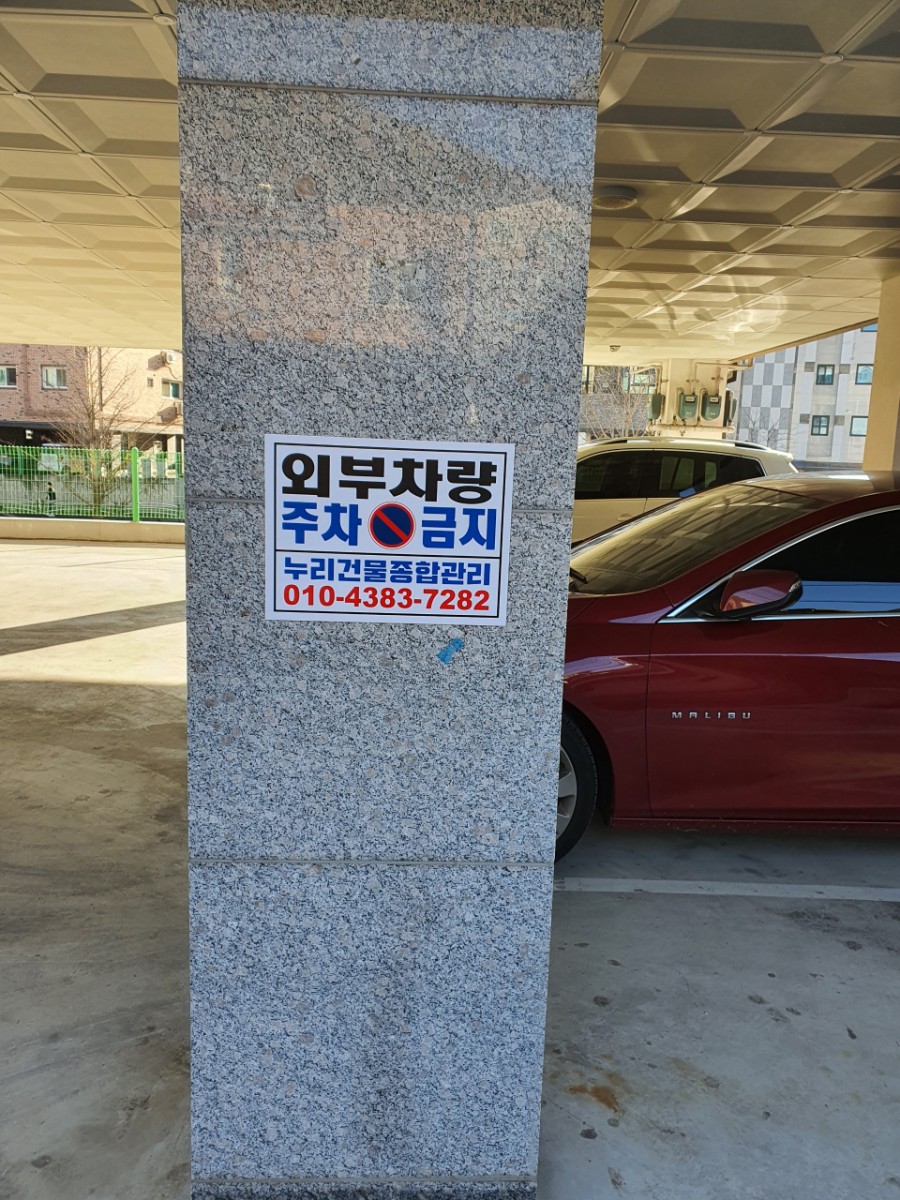 외부차량
주차 금지
누리건물종합관리
010-4383-7282
MALIBU